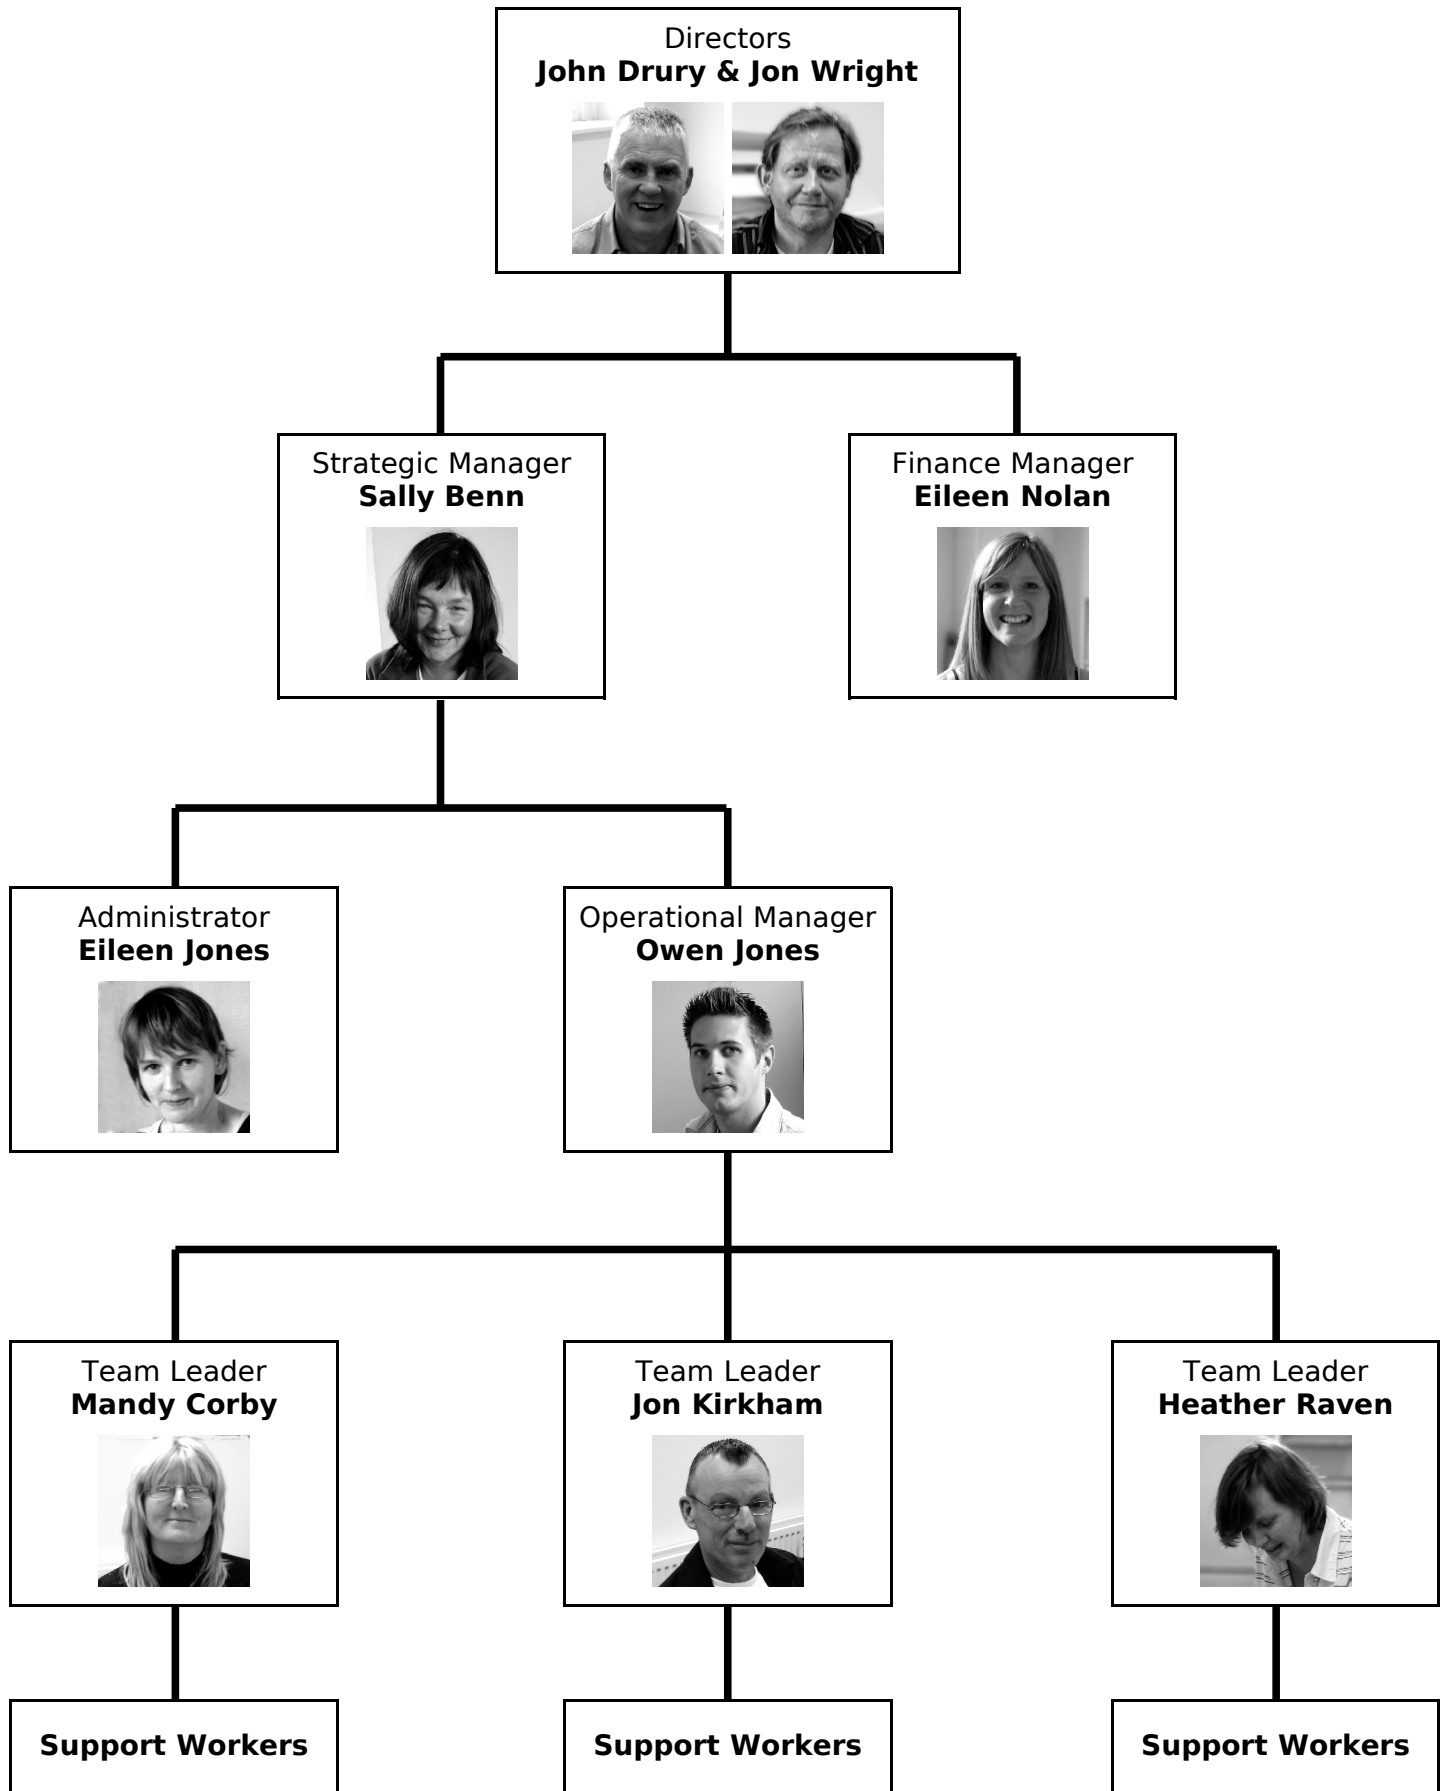 Directors
John Drury & Jon Wright
Strategic Manager
Sally Benn
Finance Manager
Eileen Nolan
Administrator
Eileen Jones
Operational Manager
Owen Jones
Team Leader
Mandy Corby
Team Leader
Jon Kirkham
Team Leader
Heather Raven
Support Workers
Support Workers
Support Workers